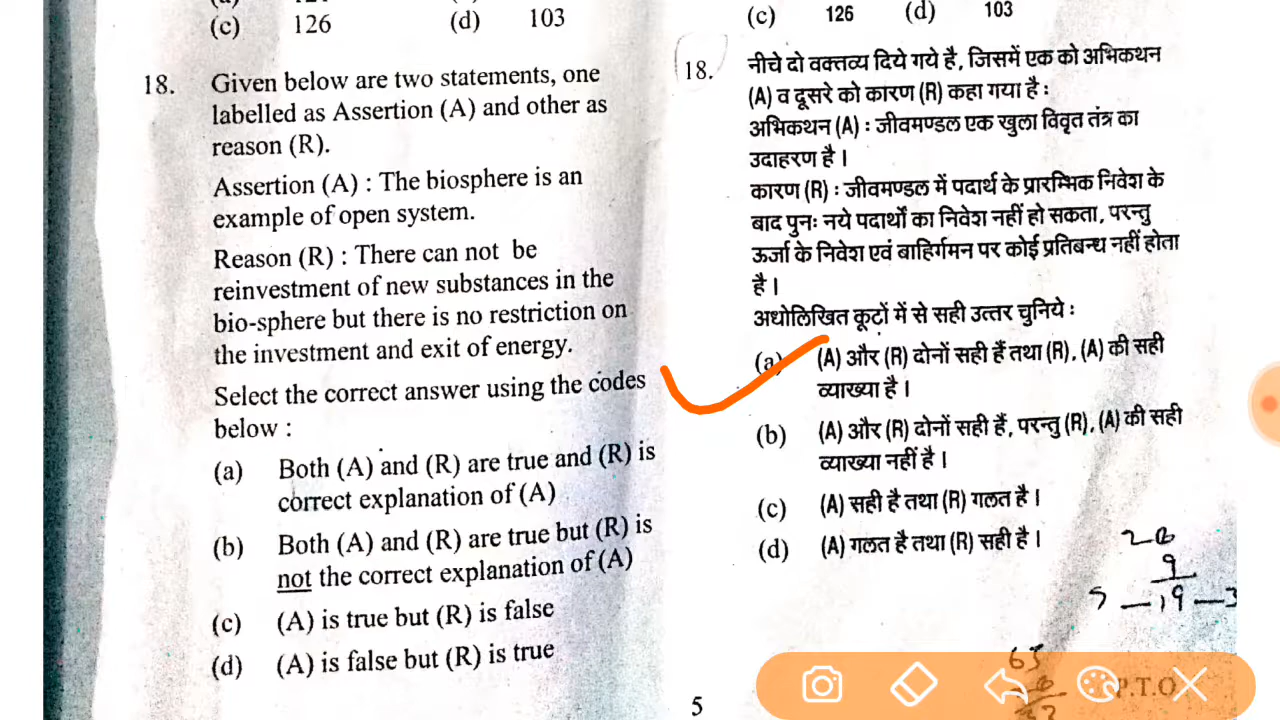 (c) 126 (d) 103
18. Given below are two statements, one
labelled as Assertion (A) and other as
reason (R).
Assertion (A) : The biosphere is an
example of open system.
Reason (R) : There can not be
reinvestment of new substances in the
bio-sphere but there is no restriction on
the investment and exit of energy.
Select the correct answer using the codes
below :
(a) Both (A) and (R) are true and (R) is
correct explanation of (A)
(b) Both (A) and (R) are true but (R) is
not the correct explanation of (A)
(c) (A) is true but (R) is false
(d) (A) is false but (R) is true
5
(c) 126 (d) 103
18. नीचे दो वक्तव्य दिये गये है, जिसमें एक को अभिकथन
(A) व दूसरे को कारण (R) कहा गया है :
अभिकथन (A) : जीवमण्डल एक खुला विवृत तंत्र का
उदाहरण है ।
कारण (R) : जीवमण्डल में पदार्थ के प्रारम्भिक निवेश के
बाद पुनः नये पदार्थो का निवेश नहीं हो सकता, परन्तु
ऊर्जा के निवेश एवं बाहिर्गमन पर कोई प्रतिबन्ध नहीं होता
है ।
अधोलिखित कूटों में से सही उत्तर चुनिये :
(a) (A) और (R) दोनों सही हैं तथा (R), (A) की सही
व्याख्या है ।
(b) (A) और (R) दोनों सही हैं, परन्तु (R), (A) की सही
व्याख्या नहीं है ।
(c) (A) सही है तथा (R) गलत है ।
(d) (A) गलत है तथा (R) सही है ।
9
19
65
P.T.O